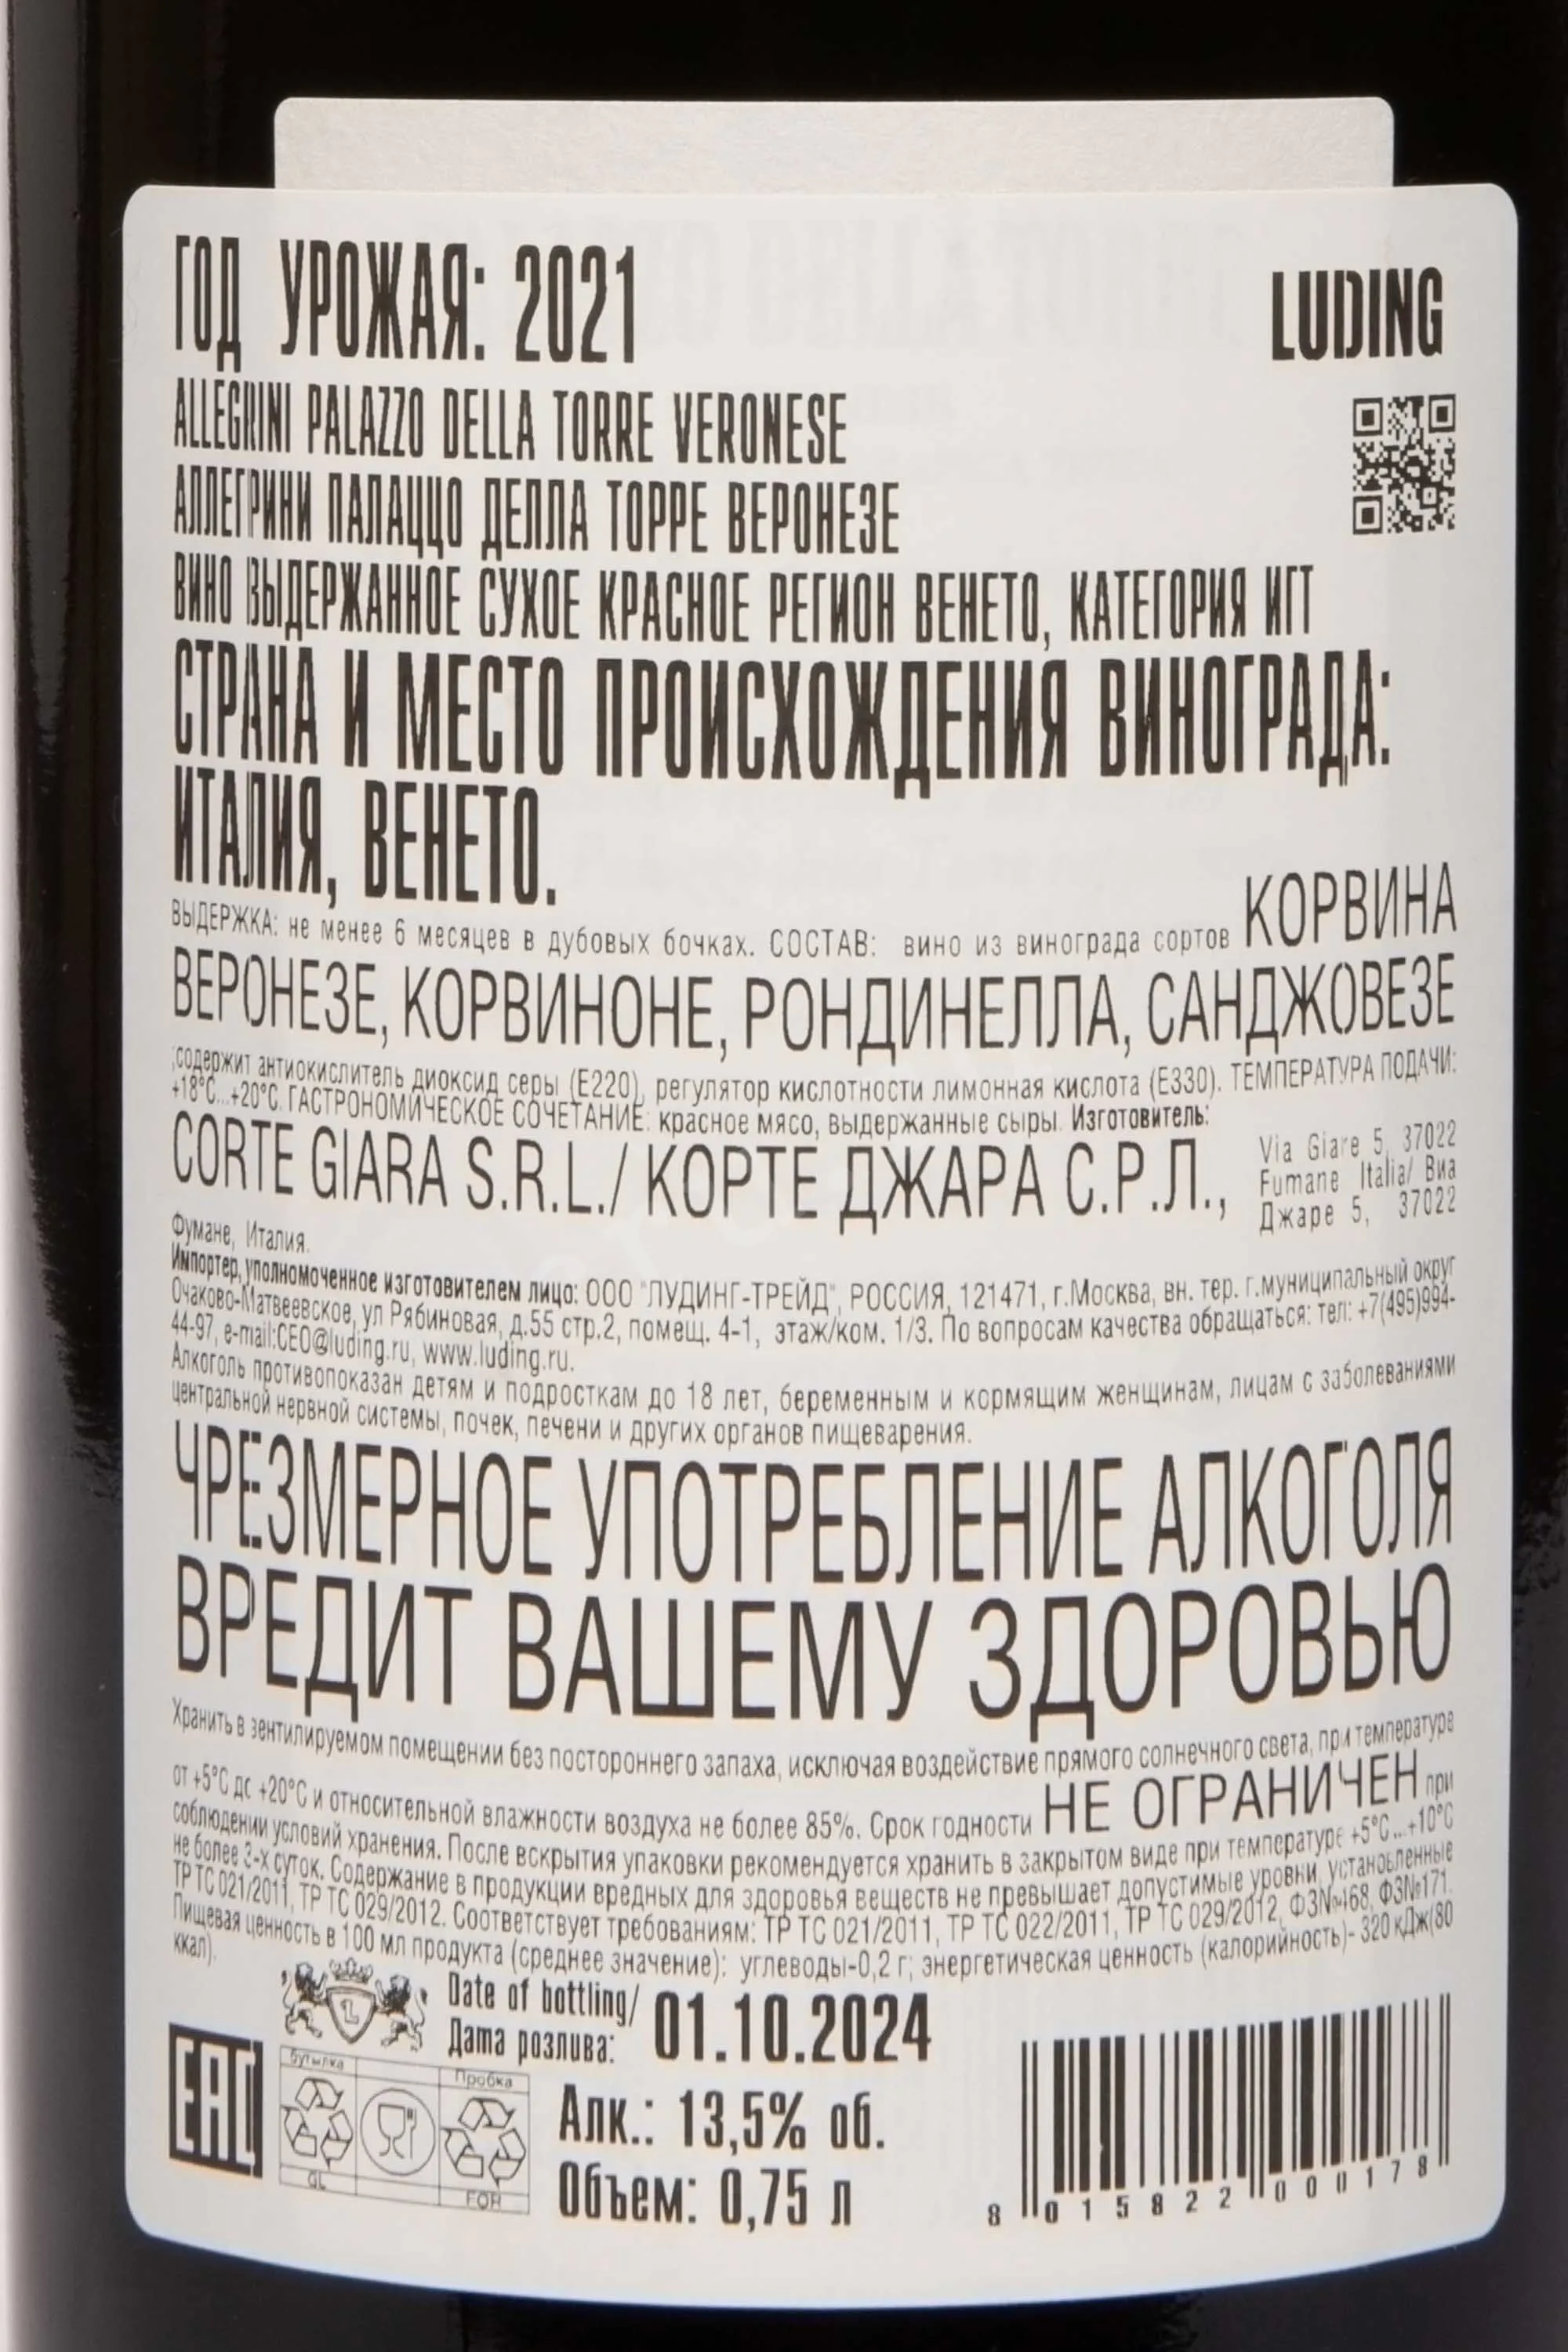 ГОД УРОЖАЯ: 2021
LUDING
ALLEGRINI PALAZZO DELLA TORRE VERONESE
АЛЛЕГРИНИ ПАЛАЦЦО ДЕЛЛА ТОРРЕ ВЕРОНЕЗЕ
ВИНО ВЫДЕРЖАННОЕ СУХОЕ КРАСНОЕ РЕГИОН ВЕНЕТО, КАТЕГОРИЯ ИГТ
СТРАНА И МЕСТО ПРОИСХОЖДЕНИЯ ВИНОГРАДА:
ИТАЛИЯ, ВЕНЕТО.
ВЫДЕРЖКА: не менее 6 месяцев в дубовых бочках. СОСТАВ: вино из винограда сортов КОРВИНА
ВЕРОНЕЗЕ, КОРВИНОНЕ, РОНДИНЕЛЛА, САНДЖОВЕЗЕ
,содержит антиокислитель диоксид серы (Е220), регулятор кислотности лимонная кислота (Е330). ТЕМПЕРАТУРА ПОДАЧИ:
+18°C...+20°C. ГАСТРОНОМИЧЕСКОЕ СОЧЕТАНИЕ: красное мясо, выдержанные сыры. Изготовитель:
CORTE GIARA S.R.L./ КОРТЕ ДЖАРА С.Р.Л.,
Via Giare 5, 37022
Fumane Italia/ Виа
Джаре 5, 37022
Фумане, Италия.
Импортер, уполномоченное изготовителем лицо: ООО "ЛУДИНГ-ТРЕЙД", РОССИЯ, 121471, г.Москва, вн. тер. г.муниципальный округ
Очаково-Матвеевское, ул Рябиновая, д.55 стр.2, помещ. 4-1, этаж/ком. 1/3. По вопросам качества обращаться: тел: +7(495)994-
44-97, e-mail:CEO@luding.ru, www.luding.ru.
Алкоголь противопоказан детям и подросткам до 18 лет, беременным и кормящим женщинам, лицам с заболеваниями
центральной нервной системы, почек, печени и других органов пищеварения.
ЧРЕЗМЕРНОЕ УПОТРЕБЛЕНИЕ АЛКОГОЛЯ
ВРЕДИТ ВАШЕМУ ЗДОРОВЬЮ
Хранить в вентилируемом помещении без постороннего запаха, исключая воздействие прямого солнечного света, при температуре
от +5°C до +20°C и относительной влажности воздуха не более 85%. Срок годности НЕ ОГРАНИЧЕН при
соблюдении условий хранения. После вскрытия упаковки рекомендуется хранить в закрытом виде при температуре +5°C...+10°C
не более 3-х суток. Содержание в продукции вредных для здоровья веществ не превышает допустимые уровни, установленные
ТР ТС 021/2011, ТР ТС 029/2012. Соответствует требованиям: ТР ТС 021/2011, ТР ТС 022/2011, ТР ТС 029/2012, ФЗ№468, ФЗ№171.
Пищевая ценность в 100 мл продукта (среднее значение): углеводы-0,2 г; энергетическая ценность (калорийность)- 320 кДж(80
ккал).
L
Date of bottling/
Дата розлива: 01.10.2024
EAC
Бутылка
Пробка
GL
FOR
Алк.: 13,5% об.
Объем: 0,75 л
8 015822 000178